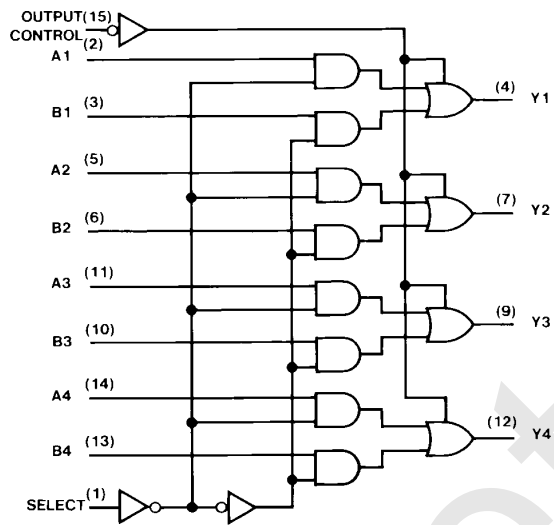 OUTPUT (15)
CONTROL
A1 (2)
B1 (3)
(4) Y1
A2 (5)
B2 (6)
(7) Y2
A3 (11)
B3 (10)
(9) Y3
A4 (14)
B4 (13)
(12) Y4
SELECT (1)